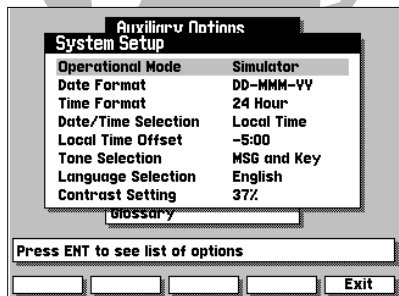 Auxiliary Options
System Setup
Operational Mode Simulator
Date Format DD-MMM-YY
Time Format 24 Hour
Date/Time Selection Local Time
Local Time Offset -5:00
Tone Selection MSG and Key
Language Selection English
Contrast Setting 37%
Glossary
Press ENT to see list of options
Exit